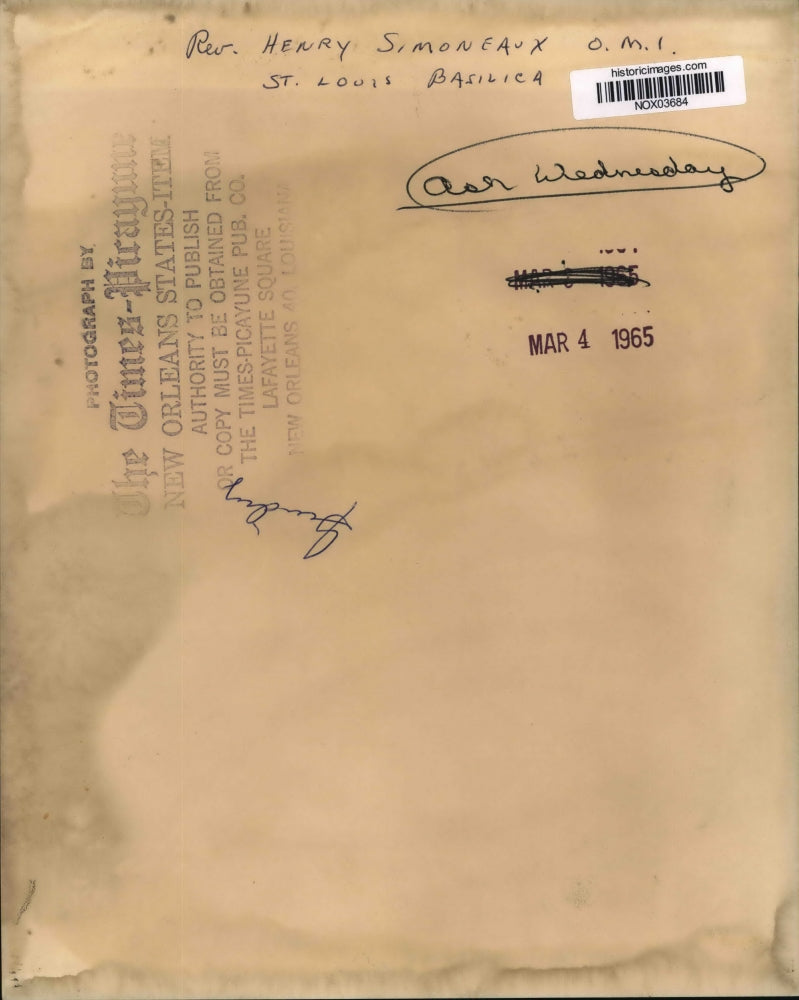 Rev. HENRY SIMONEAUX O.M.I.
ST. LOUIS BASILICA
historicimages.com
NOX03684
Ash Wednesday
MAR 1965
MAR 4 1965
PHOTOGRAPH BY
The Times-Picayune
NEW ORLEANS STATES-ITEM
AUTHORITY TO PUBLISH
OR COPY MUST BE OBTAINED FROM
THE TIMES-PICAYUNE PUB. CO.
LAFAYETTE SQUARE
NEW ORLEANS 40, LOUISIANA